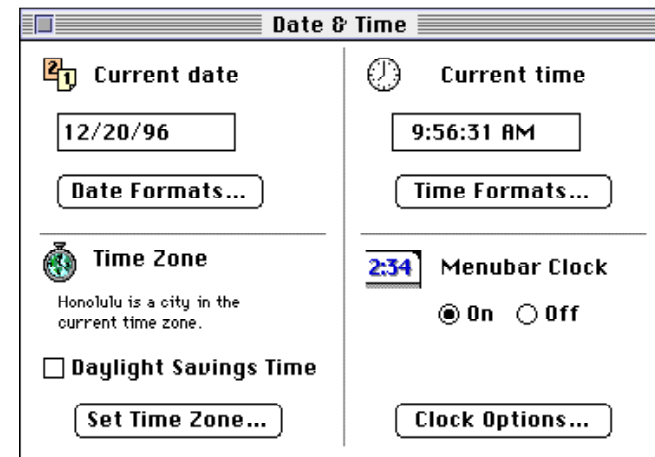 Date & Time
2 1
Current date
12/20/96
Date Formats...
Current time
9:56:31 AM
Time Formats...
Time Zone
Honolulu is a city in the
current time zone.
Daylight Savings Time
Set Time Zone...
2:34
Menubar Clock
On Off
Clock Options...